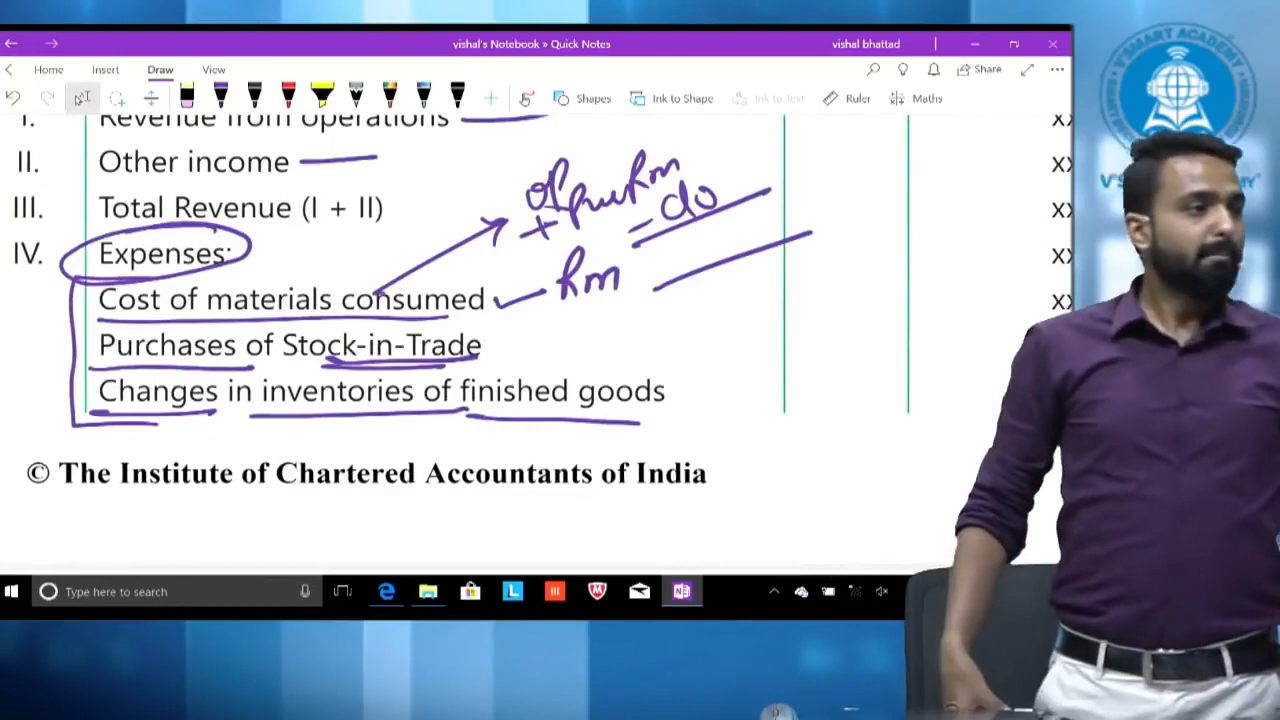 vishal's Notebook » Quick Notes
vishal bhattad
Home Insert Draw View
Share
Shapes Ink to Shape Ink to Text Ruler Maths
I. Revenue from operations
II. Other income
III. Total Revenue (I + II)
IV. Expenses:
Cost of materials consumed
Rm
Purchases of Stock-in-Trade
Changes in inventories of finished goods
© The Institute of Chartered Accountants of India
Type here to search